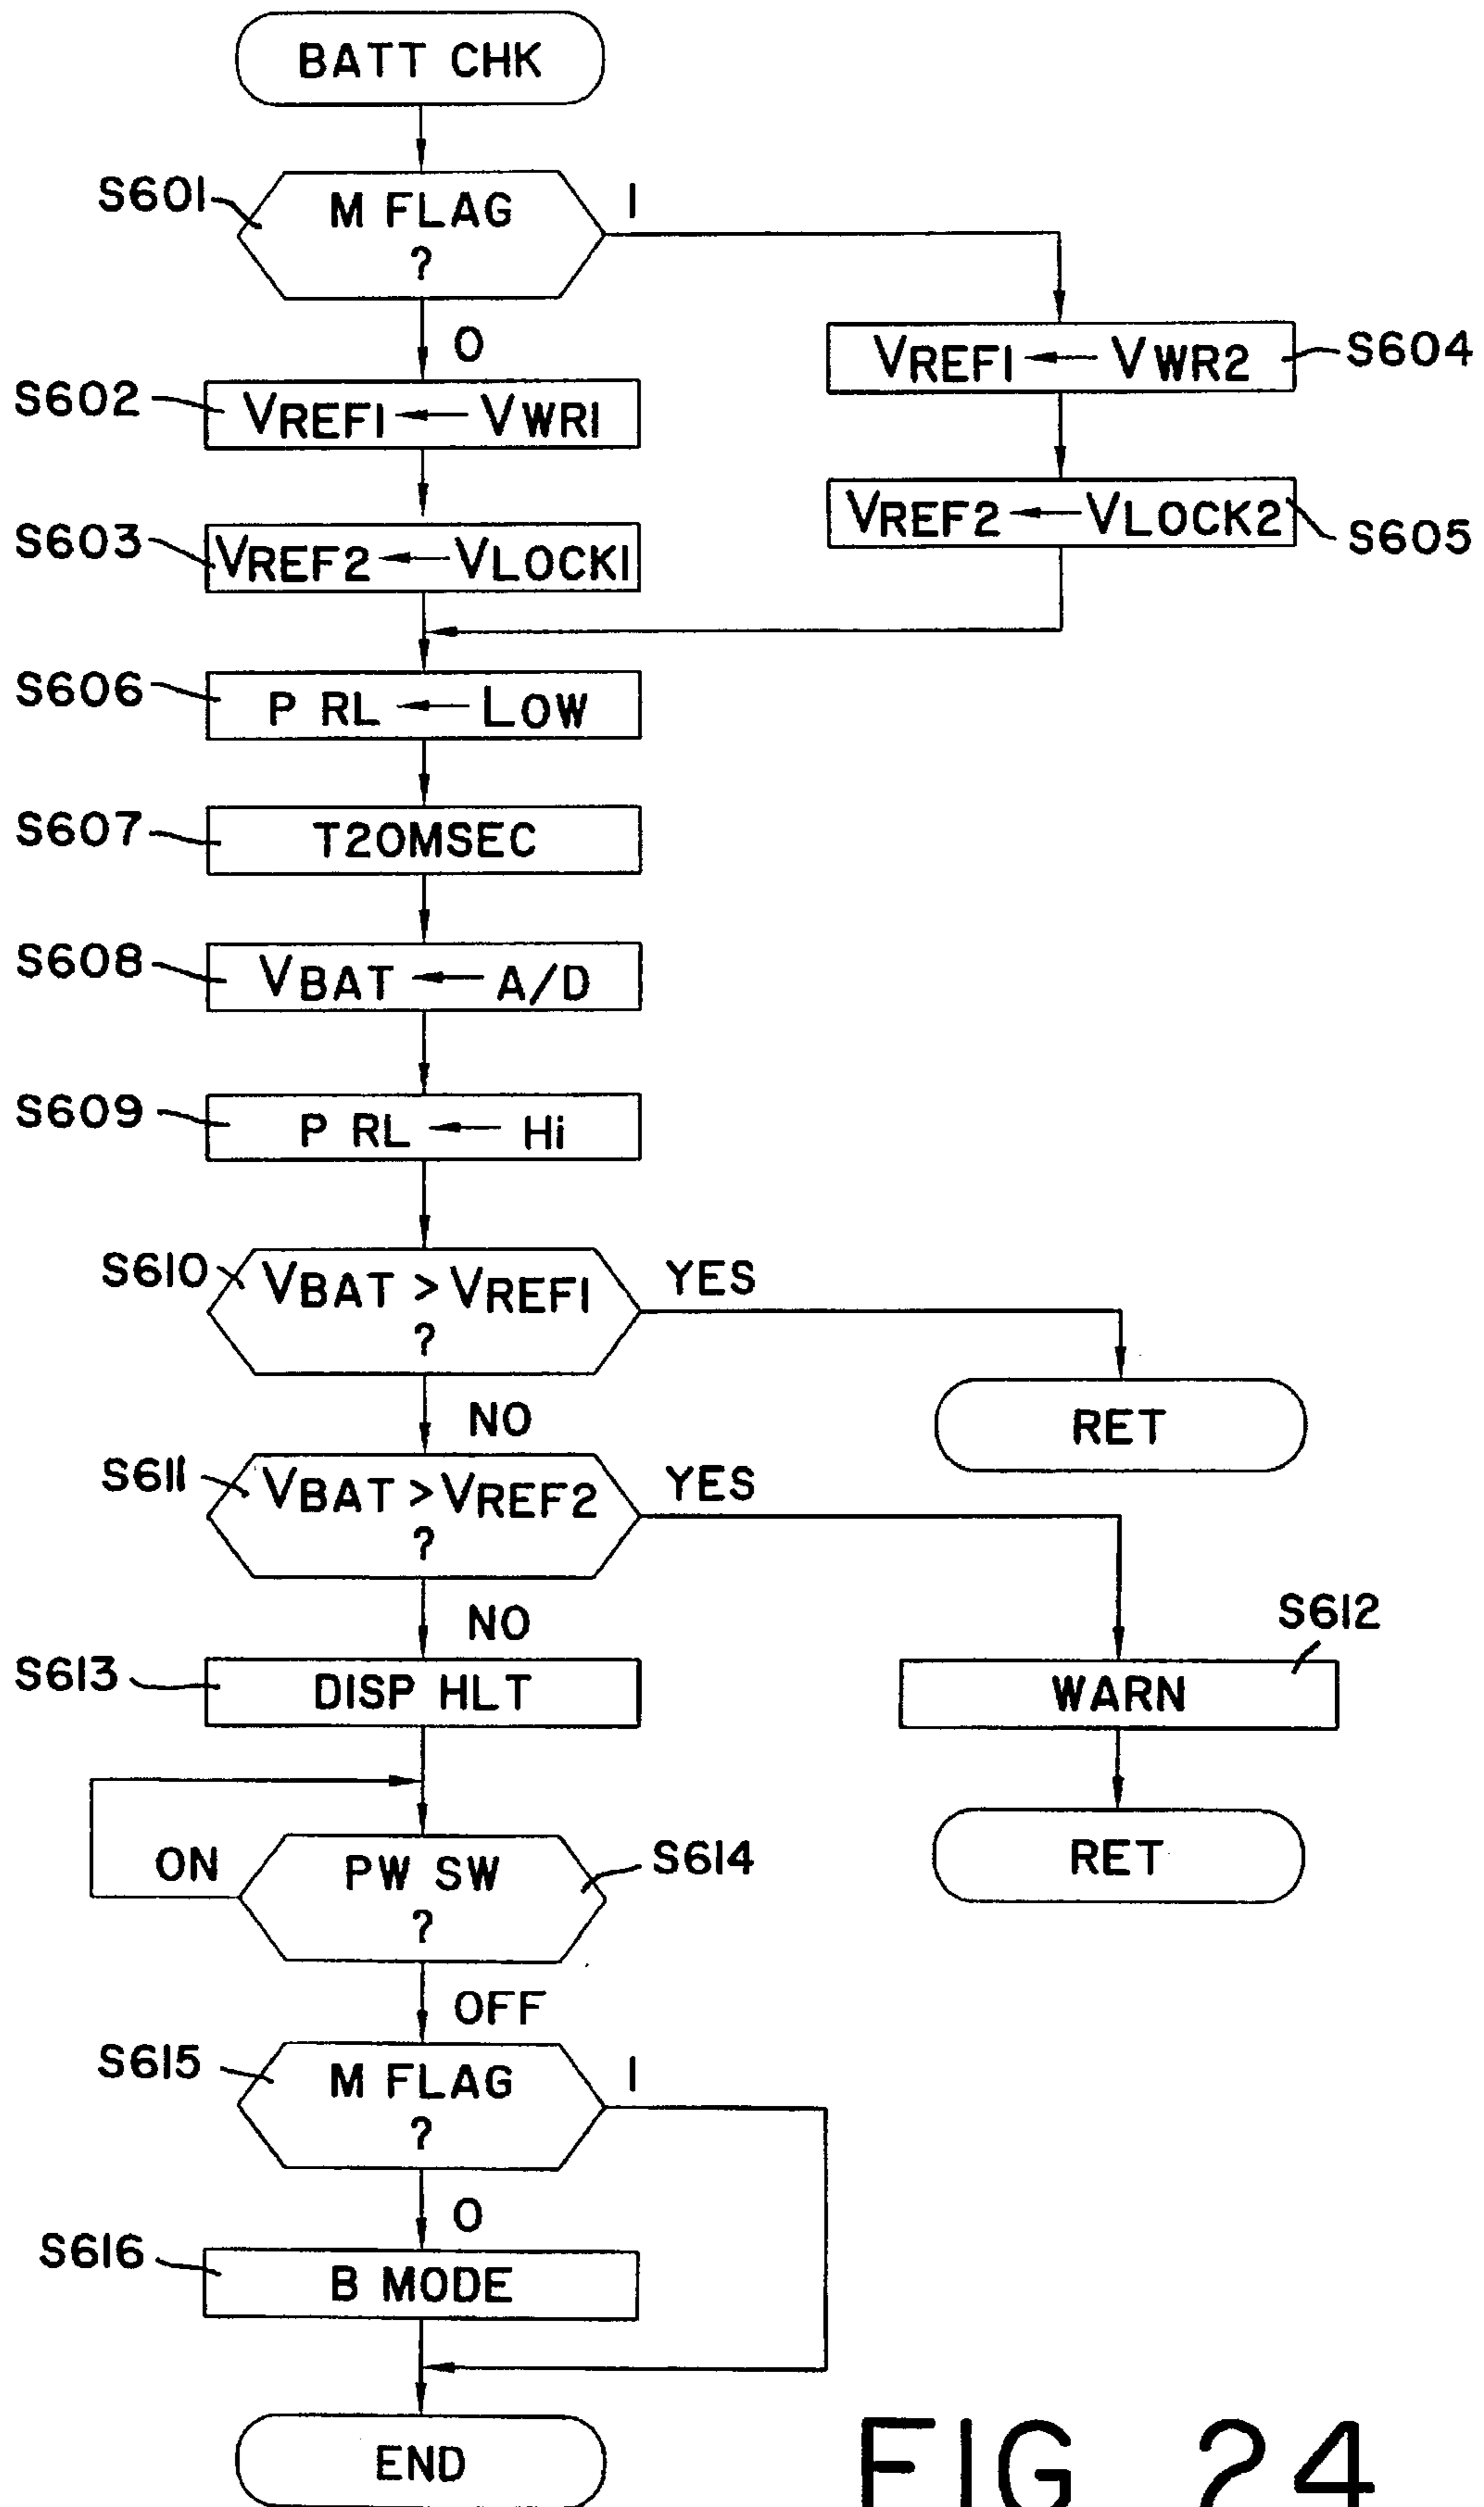 BATT CHK
S601
M FLAG
?
1
0
S602
VREF1 ← VWR1
S604
VREF1 ← VWR2
S603
VREF2 ← VLOCK1
S605
VREF2 ← VLOCK2
S606
P RL ← LOW
S607
T20MSEC
S608
VBAT ← A/D
S609
P RL ← Hi
S610
VBAT > VREF1
?
YES
RET
NO
S611
VBAT > VREF2
?
YES
NO
S612
WARN
RET
S613
DISP HLT
ON
PW SW
?
S614
OFF
S615
M FLAG
?
1
0
S616
B MODE
END
FIG 24